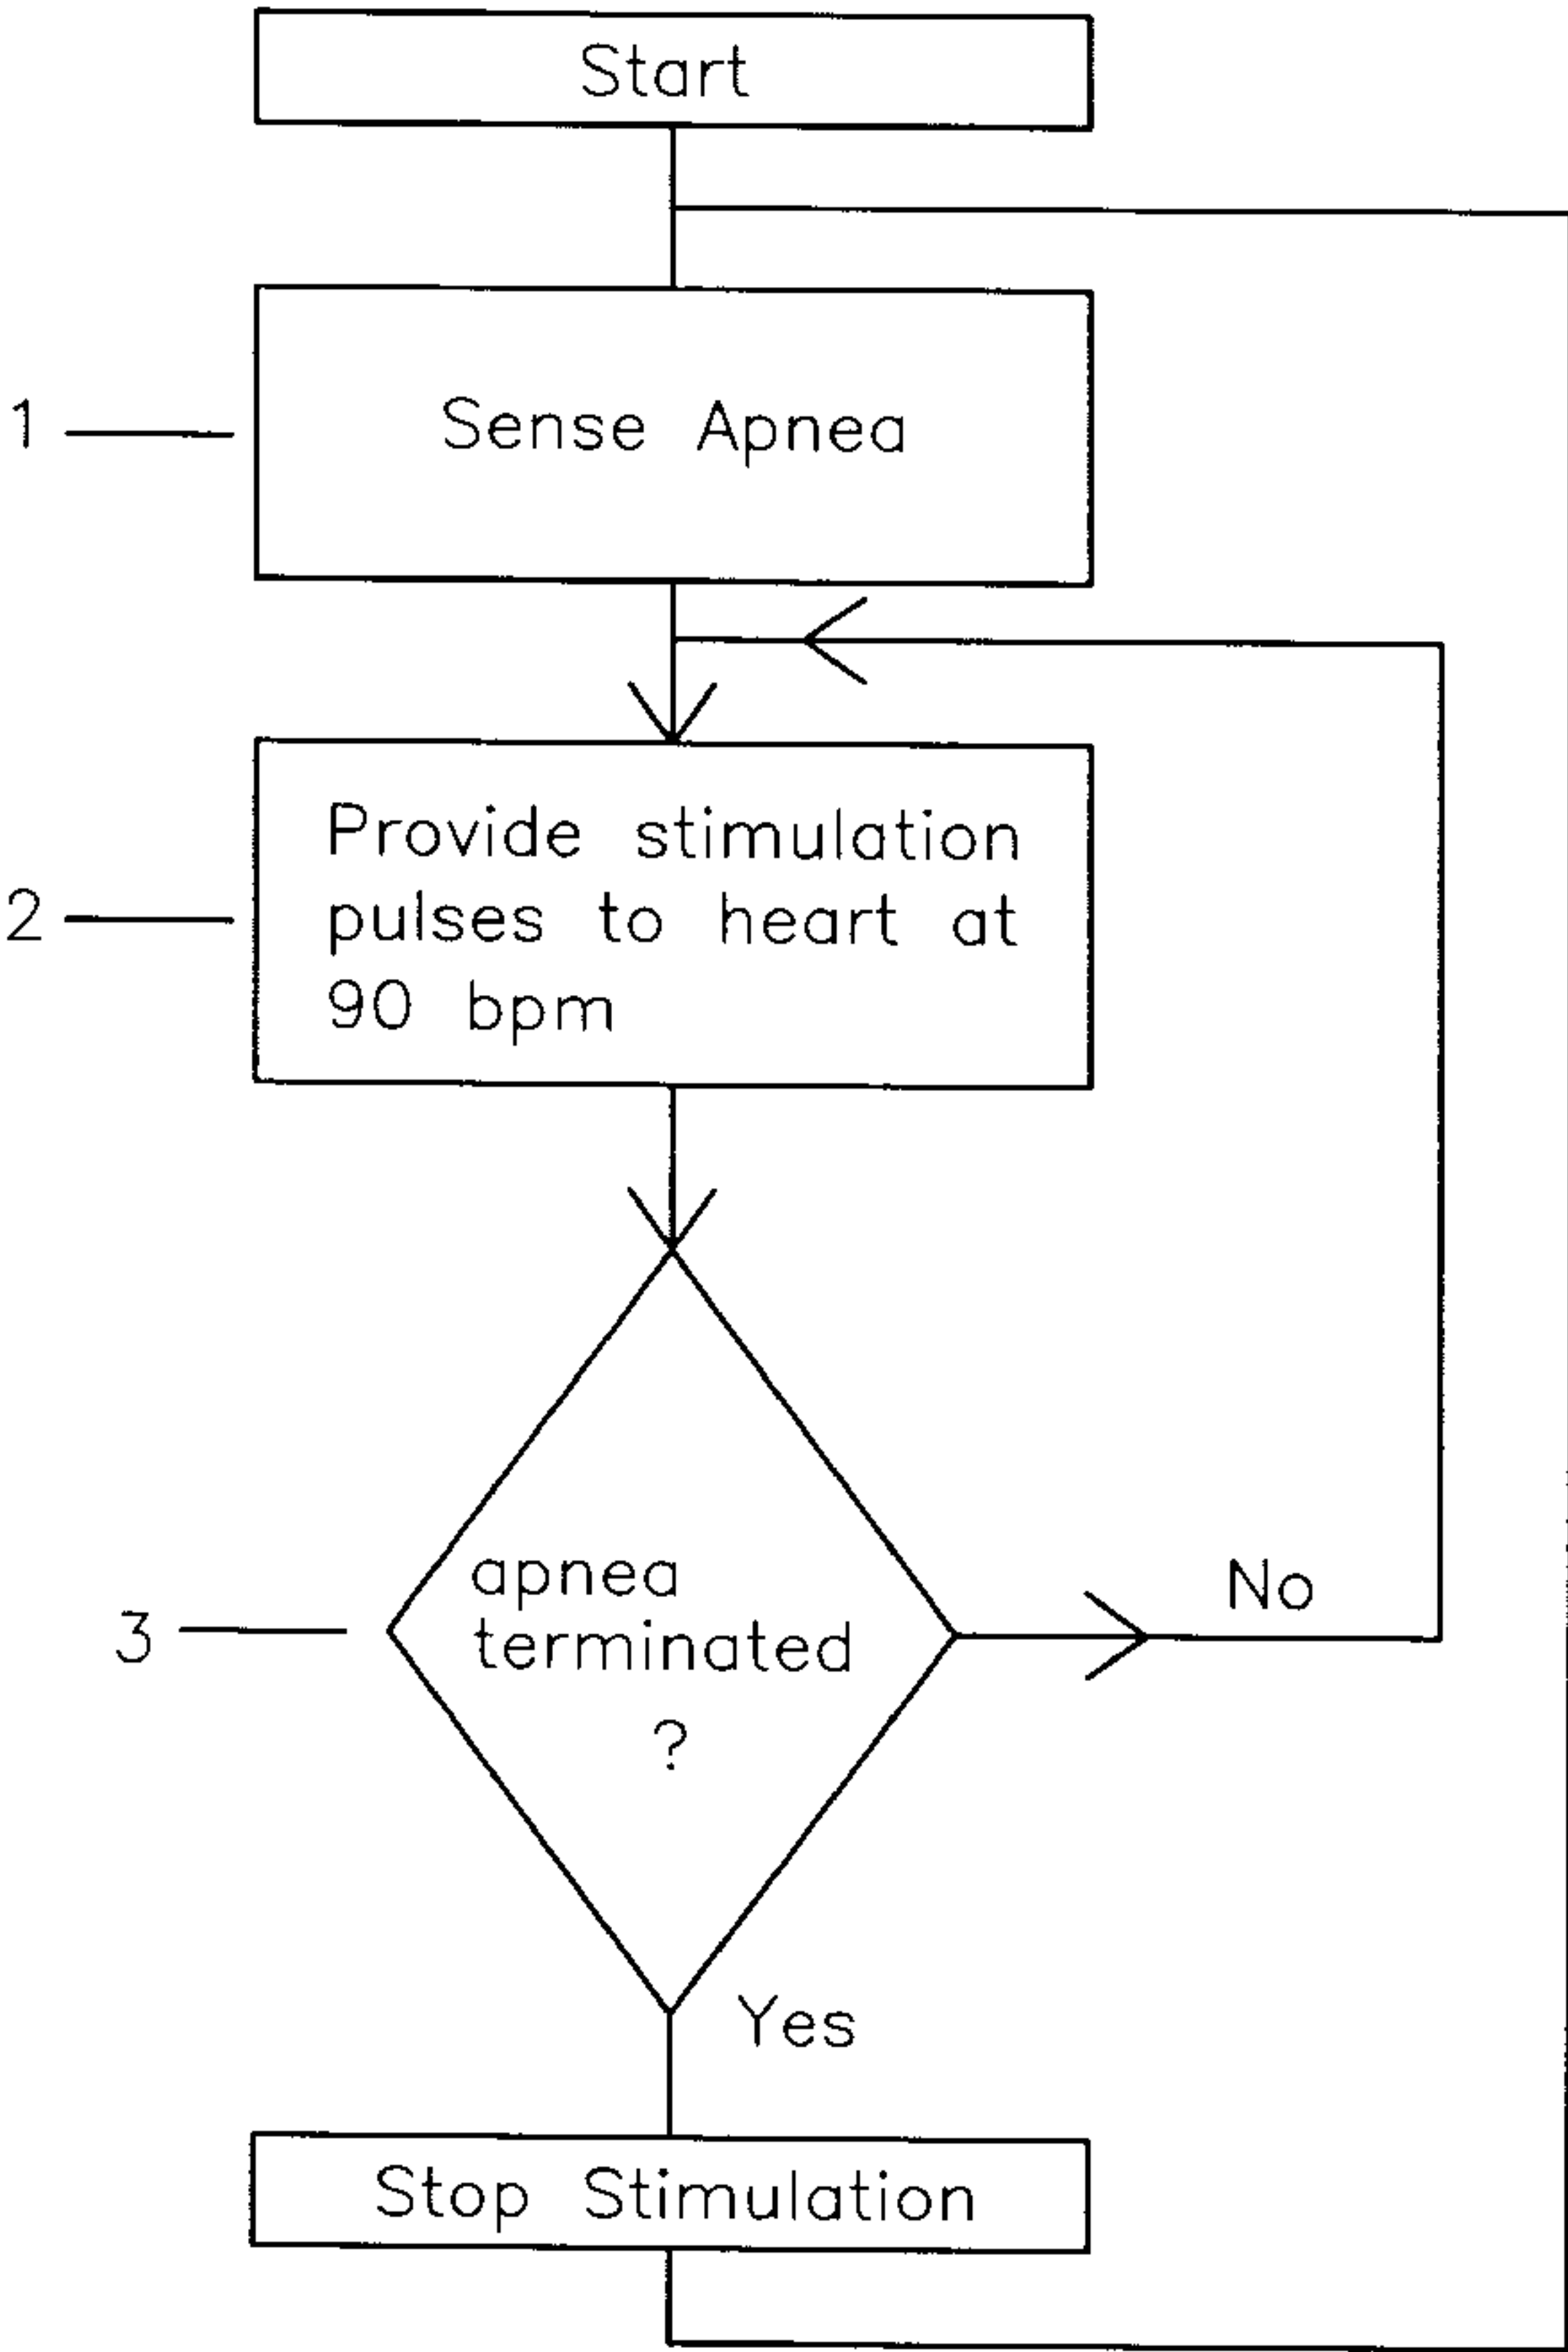 Start
1
Sense Apnea
2
Provide stimulation
pulses to heart at
90 bpm
3
apnea
terminated
?
No
Yes
Stop Stimulation